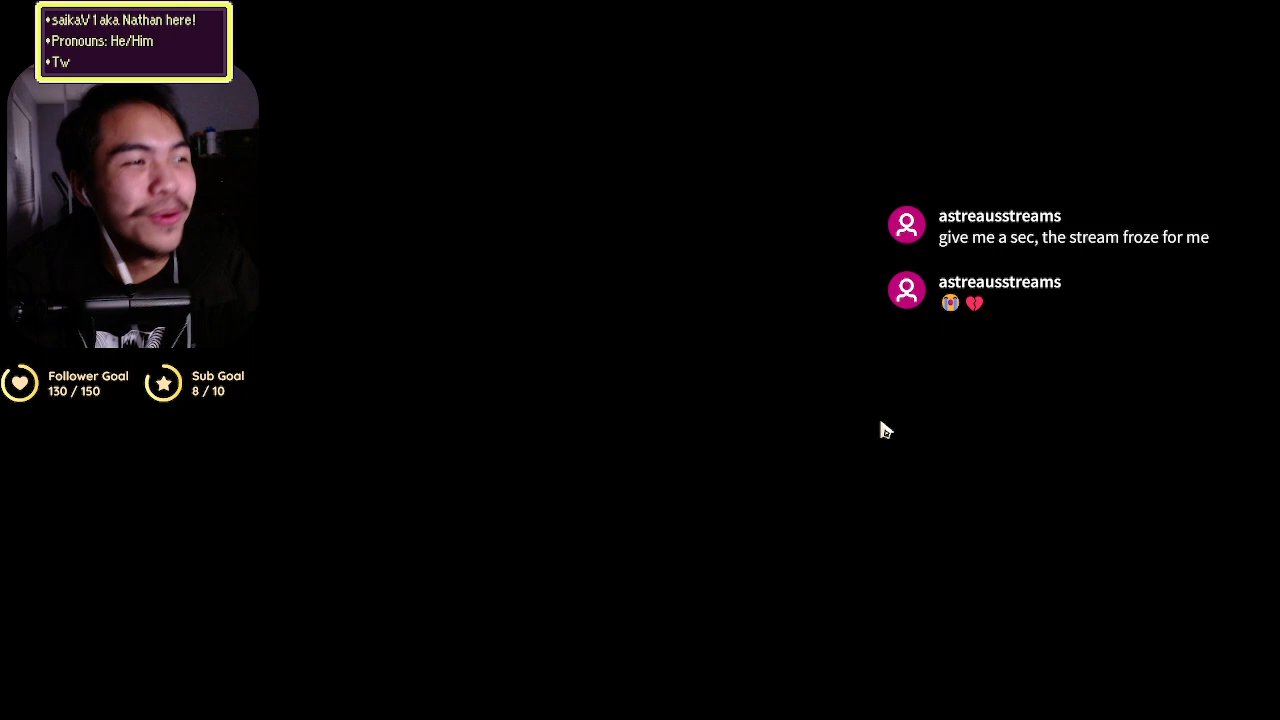 •saikaV1 aka Nathan here!
•Pronouns: He/Him
•Tw
astreausstreams
give me a sec, the stream froze for me
astreausstreams
😭 💔
Follower Goal
130 / 150
Sub Goal
8 / 10